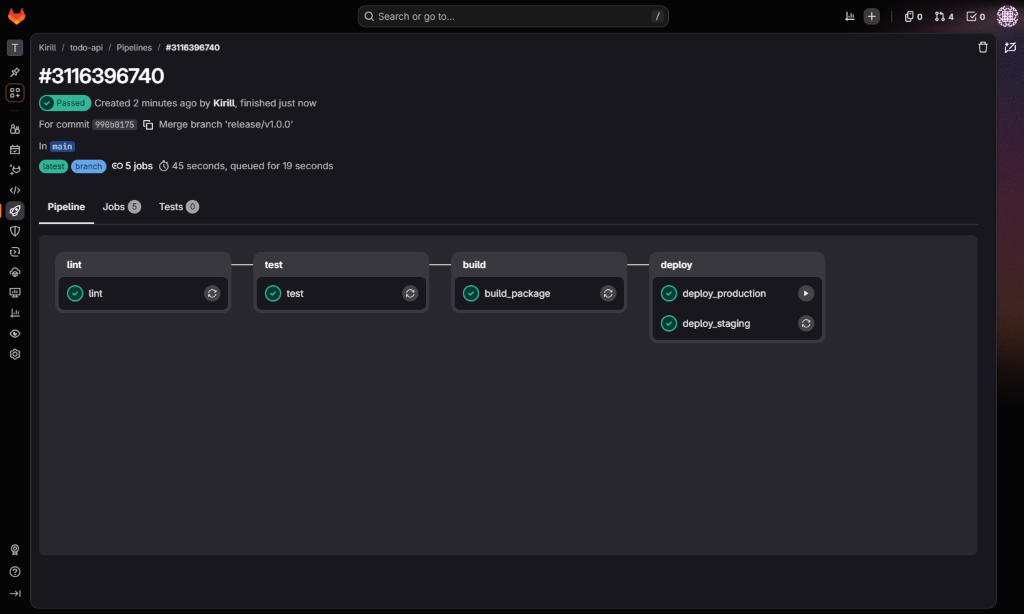 Search or go to... /
0 4 0
T Kirill / todo-api / Pipelines / #3116396740
#3116396740
Passed Created 2 minutes ago by Kirill, finished just now
For commit 990b0175 Merge branch 'release/v1.0.0'
In main
latest branch 5 jobs 45 seconds, queued for 19 seconds
Pipeline Jobs 5 Tests 0
lint test build deploy
lint test build_package deploy_production
deploy_staging